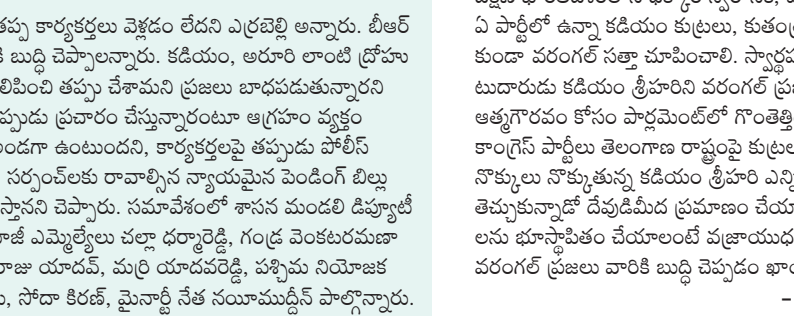 తప్ప కార్యకర్తలు వెళ్లడం లేదని ఎర్రబెల్లి అన్నారు. బీఆర్
కి బుద్ధి చెప్పాలన్నారు. కడియం, అరూరి లాంటి ద్రోహు
లిపించి తప్పు చేశామని ప్రజలు బాధపడుతున్నారని
ప్పుడు ప్రచారం చేస్తున్నారంటూ ఆగ్రహం వ్యక్తం
ండగా ఉంటుందని, కార్యకర్తలపై తప్పుడు పోలీస్
సర్పంచ్‌లకు రావాల్సిన న్యాయమైన పెండింగ్ బిల్లు
స్తానని చెప్పారు. సమావేశంలో శాసన మండలి డిప్యూటీ
ాజీ ఎమ్మెల్యేలు చల్లా ధర్మారెడ్డి, గండ్ర వెంకటరమణా
రాజు యాదవ్, మర్రి యాదవరెడ్డి, పశ్చిమ నియోజక
ు, సోదా కిరణ్, మైనార్టీ నేత నయీముద్దీన్ పాల్గొన్నారు.
ఏ పార్టీలో ఉన్నా కడియం కుట్రలు, కుతంత్ర
కుండా వరంగల్ సత్తా చూపించాలి. స్వార్థప
టుదారుడు కడియం శ్రీహరిని వరంగల్ ప్రజ
ఆత్మగౌరవం కోసం పార్లమెంట్‌లో గొంతెత్తి
కాంగ్రెస్ పార్టీలు తెలంగాణ రాష్ట్రంపై కుట్రల
నొక్కులు నొక్కుతున్న కడియం శ్రీహరి ఎన్ని
తెచ్చుకున్నాడో దేవుడిమీద ప్రమాణం చేయా
లను భూస్థాపితం చేయాలంటే వజ్రాయుధ
వరంగల్ ప్రజలు వారికి బుద్ధి చెప్పడం ఖాయ
–